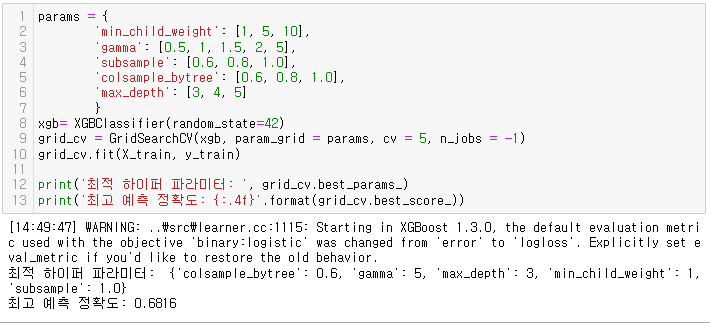 1 params = {
2 'min_child_weight': [1, 5, 10],
3 'gamma': [0.5, 1, 1.5, 2, 5],
4 'subsample': [0.6, 0.8, 1.0],
5 'colsample_bytree': [0.6, 0.8, 1.0],
6 'max_depth': [3, 4, 5]
7 }
8 xgb= XGBClassifier(random_state=42)
9 grid_cv = GridSearchCV(xgb, param_grid = params, cv = 5, n_jobs = -1)
10 grid_cv.fit(X_train, y_train)
11
12 print('최적 하이퍼 파라미터: ', grid_cv.best_params_)
13 print('최고 예측 정확도: {:.4f}'.format(grid_cv.best_score_))
[14:49:47] WARNING: ..₩src₩learner.cc:1115: Starting in XGBoost 1.3.0, the default evaluation metri
c used with the objective 'binary:logistic' was changed from 'error' to 'logloss'. Explicitly set e
val_metric if you'd like to restore the old behavior.
최적 하이퍼 파라미터:  {'colsample_bytree': 0.6, 'gamma': 5, 'max_depth': 3, 'min_child_weight': 1,
'subsample': 1.0}
최고 예측 정확도: 0.6816